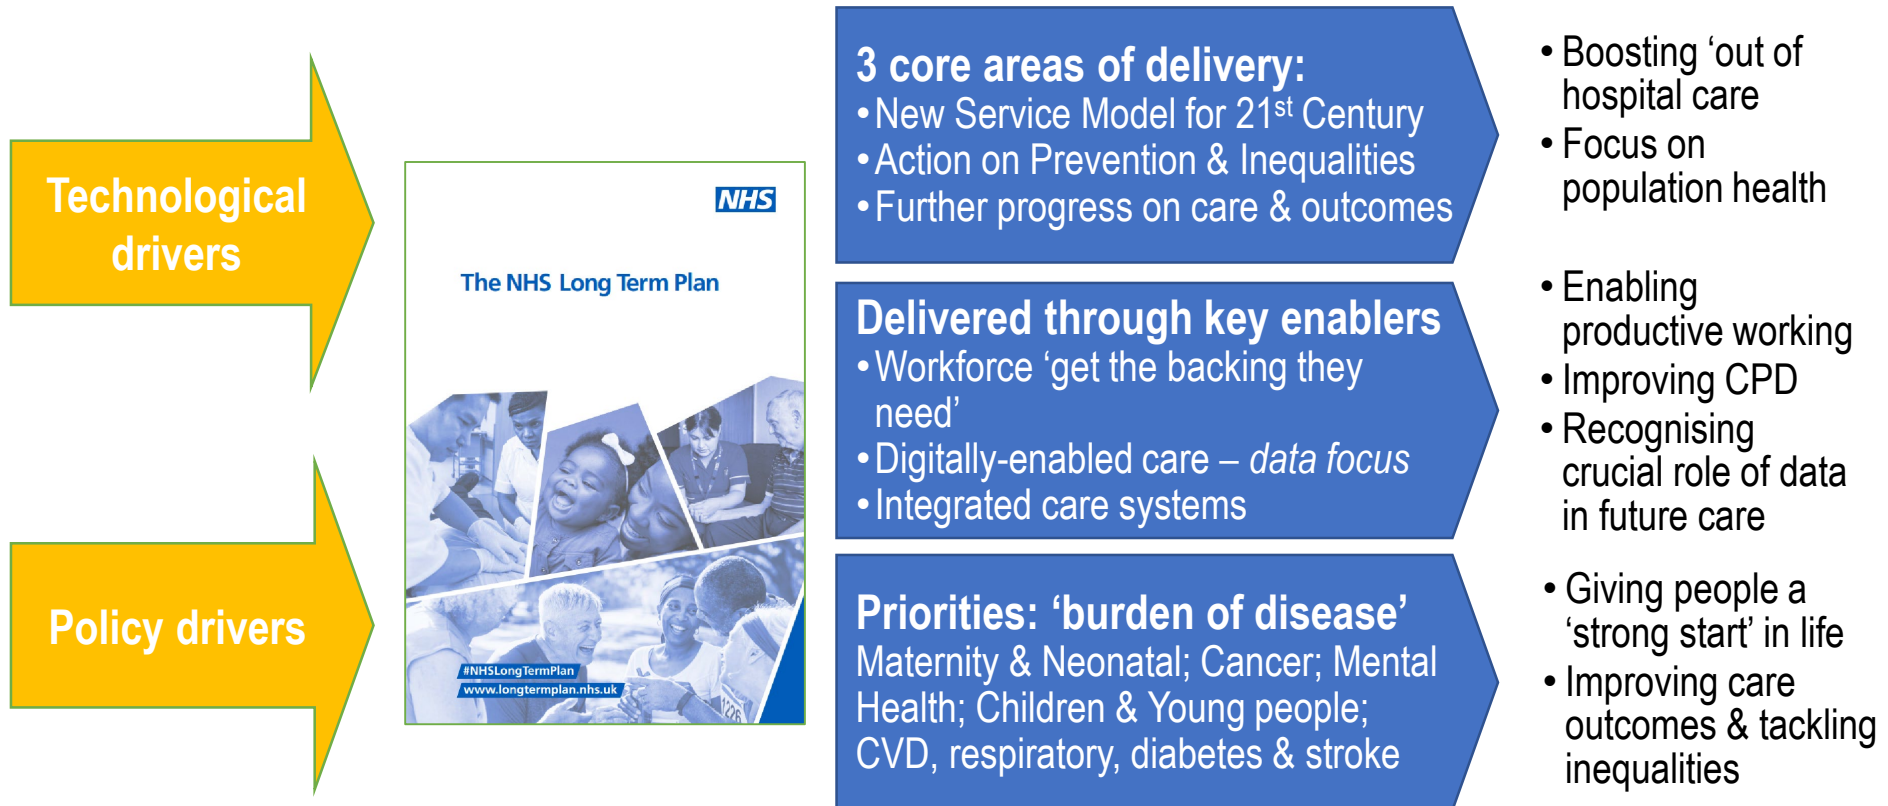 Technological
drivers
Policy drivers
NHS
The NHS Long Term Plan
#NHSLongTermPlan
www.longtermplan.nhs.uk
1226
3 core areas of delivery:
•New Service Model for 21st Century
•Action on Prevention & Inequalities
•Further progress on care & outcomes
Delivered through key enablers
•Workforce ‘get the backing they
need’
•Digitally-enabled care – data focus
•Integrated care systems
Priorities: ‘burden of disease’
Maternity & Neonatal; Cancer; Mental
Health; Children & Young people;
CVD, respiratory, diabetes & stroke
• Boosting ‘out of
hospital care
• Focus on
population health
• Enabling
productive working
• Improving CPD
• Recognising
crucial role of data
in future care
• Giving people a
‘strong start’ in life
• Improving care
outcomes & tackling
inequalities